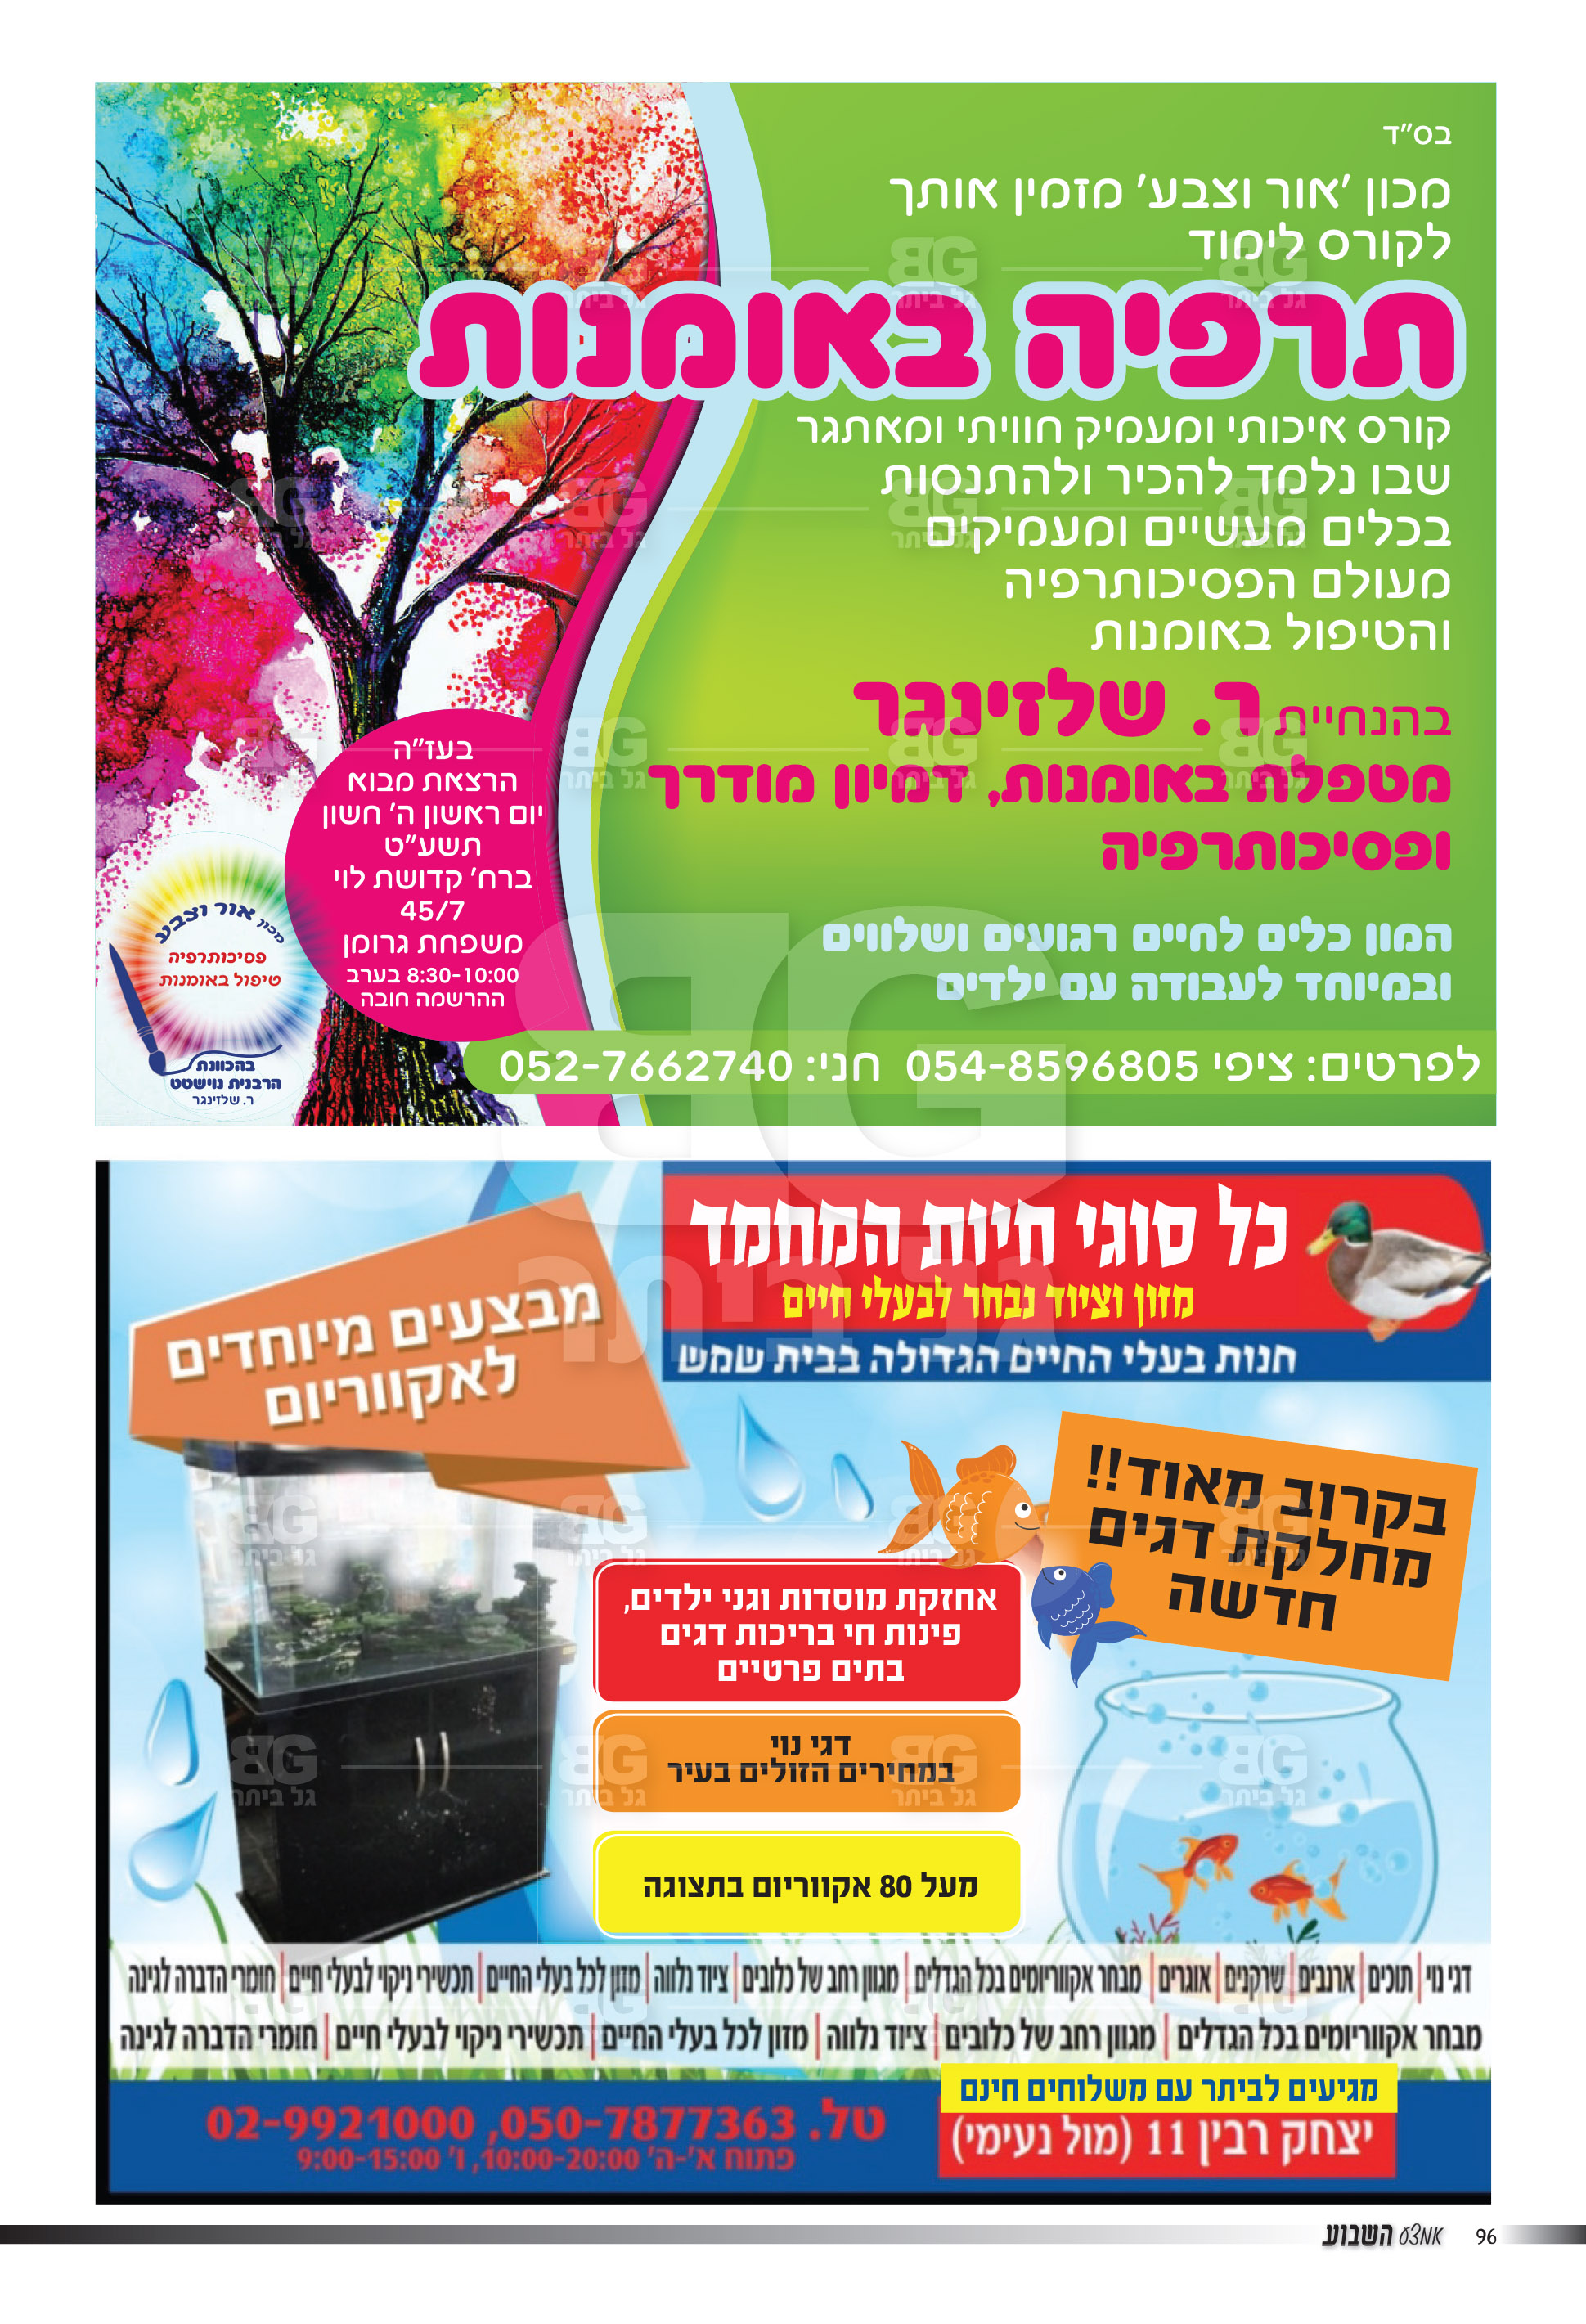 בס"ד
מכון 'אור וצבע' מזמין אותך
לקורס לימוד
תרפיה באומנות
קורס איכותי ומעמיק חוויתי ומאתגר
שבו נלמד להכיר ולהתנסות
בכלים מעשיים ומעמיקים
מעולם הפסיכותרפיה
והטיפול באומנות
בהנחיית ר. שלזינגר
מטפלת באומנות, דמיון מודרך
ופסיכותרפיה
המון כלים לחיים רגועים ושלווים
ובמיוחד לעבודה עם ילדים
לפרטים: ציפי 054-8596805 חני: 052-7662740
בעז"ה
הרצאת מבוא
יום ראשון ה' חשון
תשע"ט
ברח' קדושת לוי
45/7
משפחת גרומן
8:30-10:00 בערב
ההרשמה חובה
מכון אור וצבע
פסיכותרפיה
טיפול באומנות
בהכוונת
הרבנית נוישטט
ר. שלזינגר
כל סוגי חיות המחמד
מזון וציוד נבחר לבעלי חיים
חנות בעלי החיים הגדולה בבית שמש
מבצעים מיוחדים
לאקווריום
בקרוב מאוד!!
מחלקת דגים
חדשה
אחזקת מוסדות וגני ילדים,
פינות חי בריכות דגים
בתים פרטיים
דגי נוי
במחירים הזולים בעיר
מעל 80 אקווריום בתצוגה
דגי נוי | תוכים | ארנבים | שרקנים | אוגרים | מבחר אקווריומים בכל הגדלים | מגוון רחב של כלובים | ציוד נלווה | מזון לכל בעלי החיים | תכשירי ניקוי לבעלי חיים | חומרי הדברה לגינה
מבחר אקווריומים בכל הגדלים | מגוון רחב של כלובים | ציוד נלווה | מזון לכל בעלי החיים | תכשירי ניקוי לבעלי חיים | חומרי הדברה לגינה
מגיעים לביתר עם משלוחים חינם
יצחק רבין 11 (מול נעימי)
טל. 050-7877363, 02-9921000
פתוח א'-ה' 10:00-20:00, ו' 9:00-15:00
BG
גל ביתר
96 אמצע השבוע